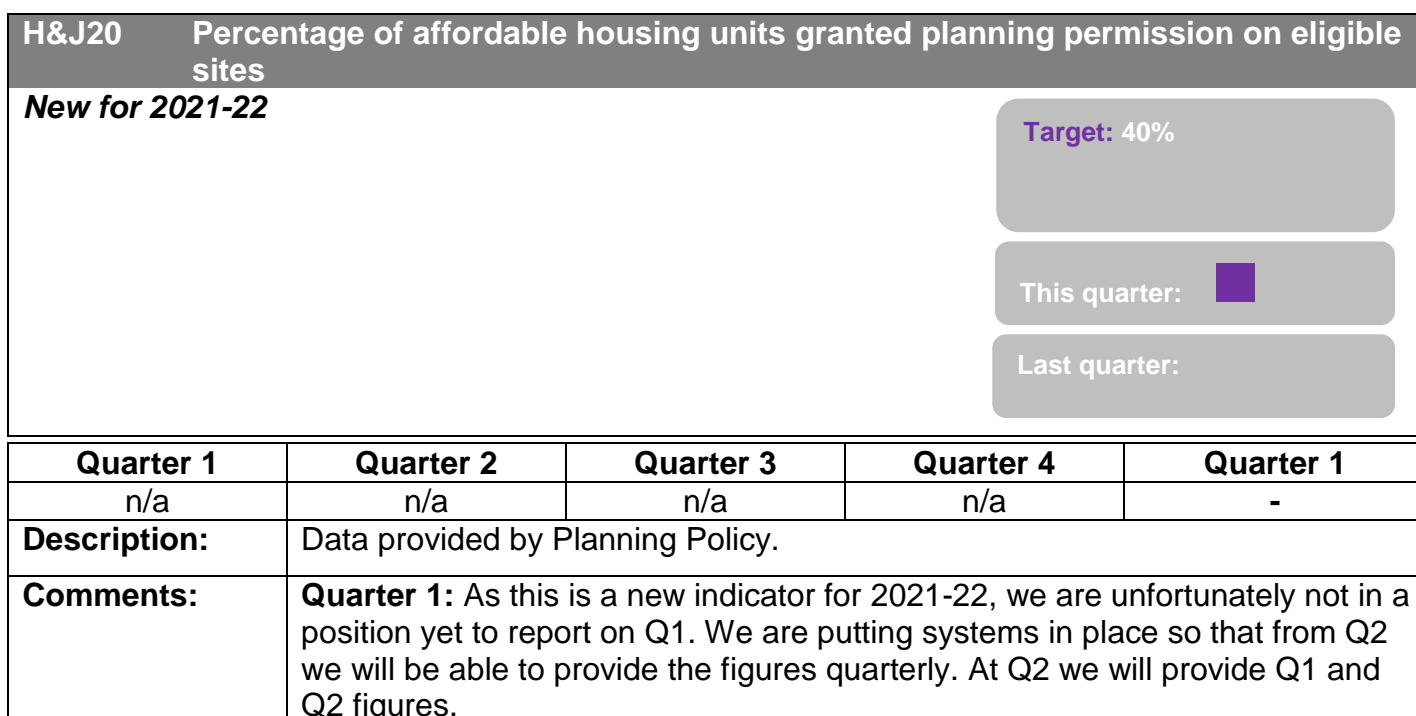 H&J20 Percentage of affordable housing units granted planning permission on eligible
sites
New for 2021-22
Target: 40%
This quarter:
Last quarter:
Quarter 1 Quarter 2 Quarter 3 Quarter 4 Quarter 1
n/a n/a n/a n/a -
Description: Data provided by Planning Policy.
Comments: Quarter 1: As this is a new indicator for 2021-22, we are unfortunately not in a
position yet to report on Q1. We are putting systems in place so that from Q2
we will be able to provide the figures quarterly. At Q2 we will provide Q1 and
Q2 figures.